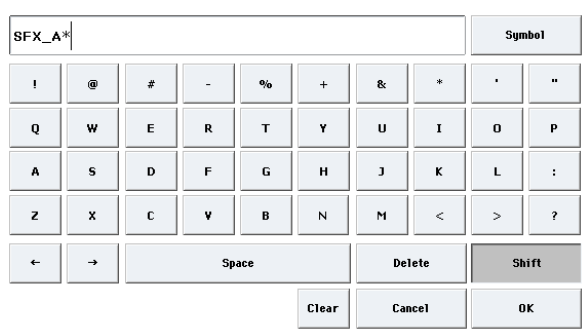 SFX_A* Symbol
! @ # - % + & * ' "
Q W E R T Y U I O P
A S D F G H J K L :
Z X C V B N M < > ?
← → Space Delete Shift
Clear Cancel OK